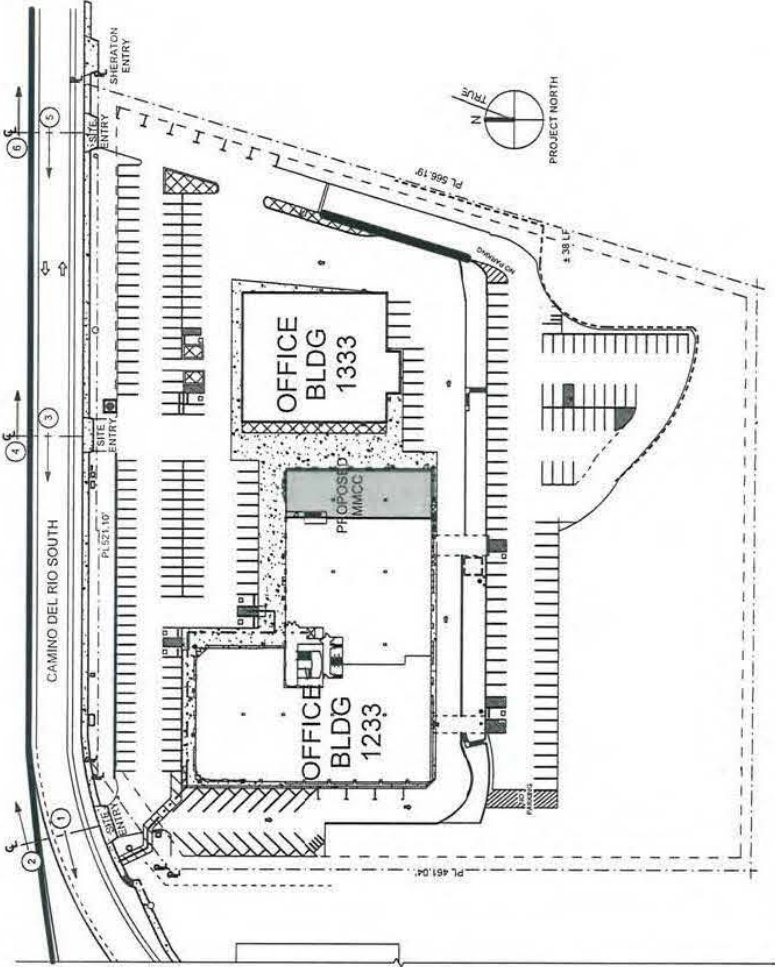 6
5
SHERATON
ENTRY
SITE
ENTRY
N
TRUE
PROJECT NORTH
PL 566.19'
± 38 LF
NO PARKING
4
3
SITE
ENTRY
OFFICE
BLDG
1333
CAMINO DEL RIO SOUTH
PL 521.10'
PROPOSED
MMCC
OFFICE
BLDG
1233
2
1
SITE
ENTRY
NO
PARKING
PL 461.04'